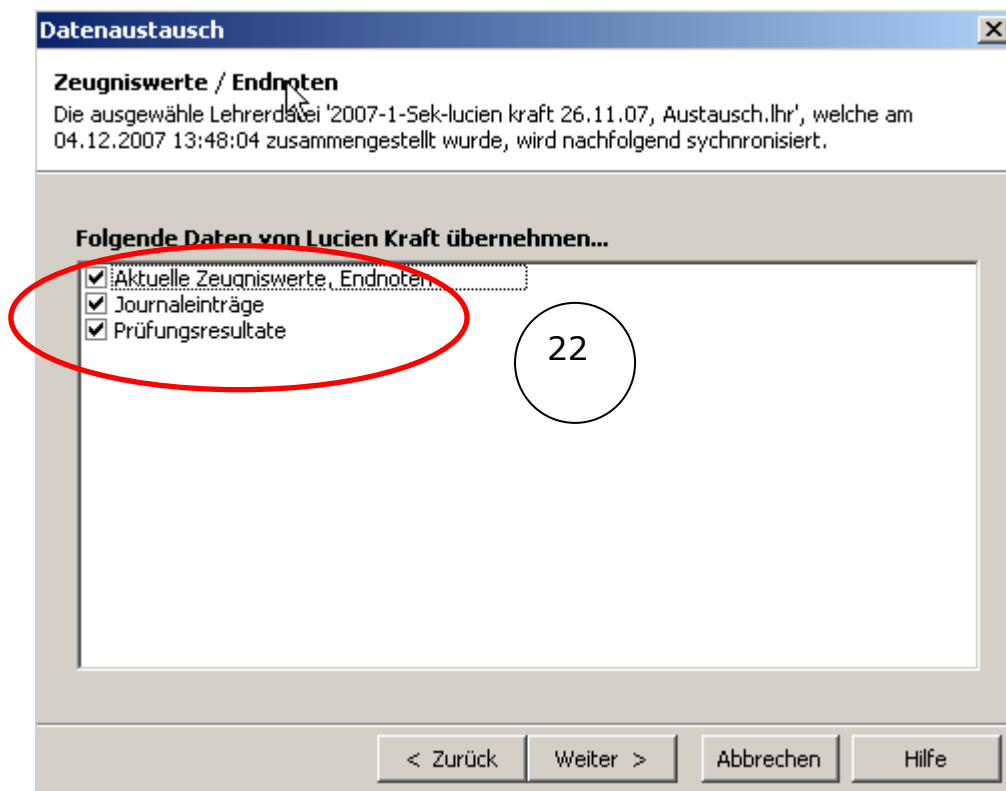 Datenaustausch
Zeugniswerte / Endnoten
Die ausgewähle Lehrerdatei '2007-1-Sek-lucien kraft 26.11.07, Austausch.lhr', welche am
04.12.2007 13:48:04 zusammengestellt wurde, wird nachfolgend sychnronisiert.
Folgende Daten von Lucien Kraft übernehmen...
Aktuelle Zeugniswerte, Endnoten
Journaleinträge
Prüfungsresultate
22
< Zurück Weiter > Abbrechen Hilfe